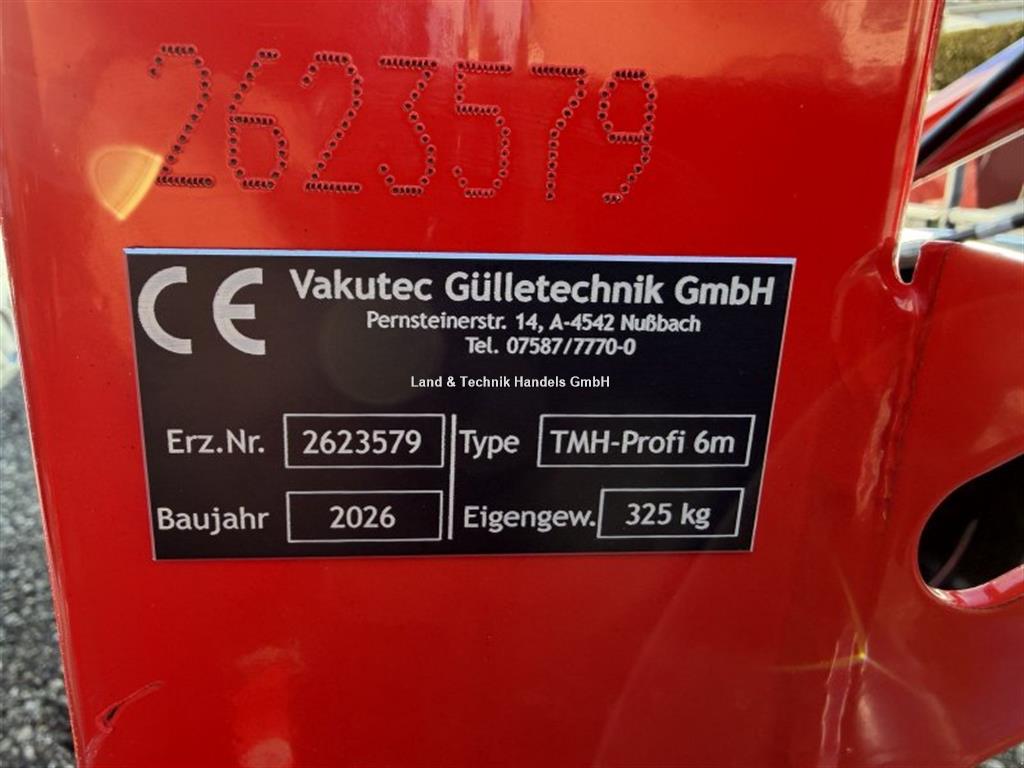 2623579
CE Vakutec Gülletechnik GmbH
Pernsteinerstr. 14, A-4542 Nußbach
Tel. 07587/7770-0
Land & Technik Handels GmbH
Erz.Nr. 2623579 Type TMH-Profi 6m
Baujahr 2026 Eigengew. 325 kg